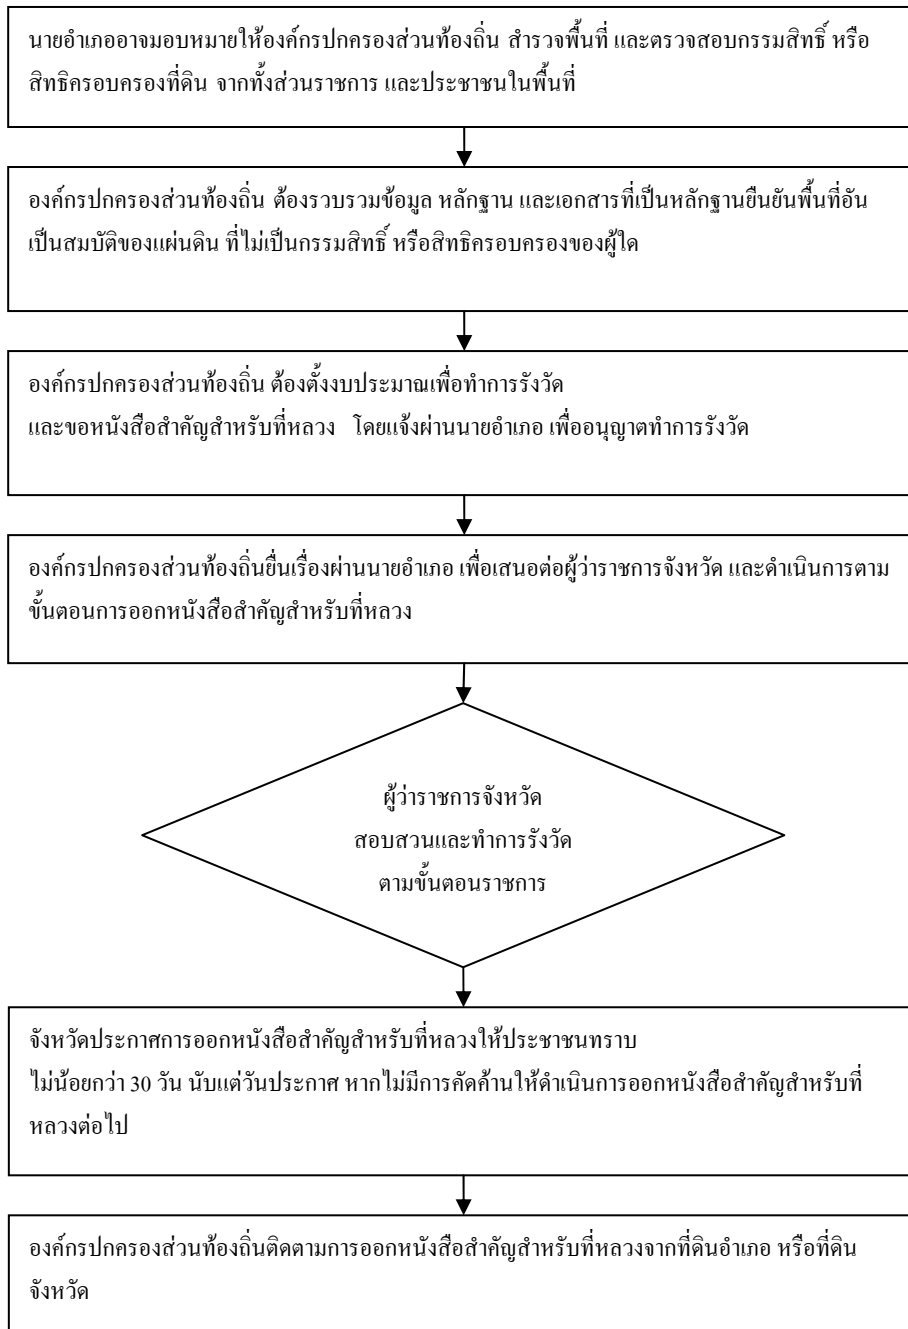 นายอำเภออาจมอบหมายให้องค์กรปกครองส่วนท้องถิ่น สำรวจพื้นที่ และตรวจสอบกรรมสิทธิ์ หรือ
สิทธิครอบครองที่ดิน จากทั้งส่วนราชการ และประชาชนในพื้นที่
องค์กรปกครองส่วนท้องถิ่น ต้องรวบรวมข้อมูล หลักฐาน และเอกสารที่เป็นหลักฐานยืนยันพื้นที่อัน
เป็นสมบัติของแผ่นดิน ที่ไม่เป็นกรรมสิทธิ์ หรือสิทธิครอบครองของผู้ใด
องค์กรปกครองส่วนท้องถิ่น ต้องตั้งงบประมาณเพื่อทำการรังวัด
และขอหนังสือสำคัญสำหรับที่หลวง โดยแจ้งผ่านนายอำเภอ เพื่ออนุญาตทำการรังวัด
องค์กรปกครองส่วนท้องถิ่นยื่นเรื่องผ่านนายอำเภอ เพื่อเสนอต่อผู้ว่าราชการจังหวัด และดำเนินการตาม
ขั้นตอนการออกหนังสือสำคัญสำหรับที่หลวง
ผู้ว่าราชการจังหวัด
สอบสวนและทำการรังวัด
ตามขั้นตอนราชการ
จังหวัดประกาศการออกหนังสือสำคัญสำหรับที่หลวงให้ประชาชนทราบ
ไม่น้อยกว่า 30 วัน นับแต่วันประกาศ หากไม่มีการคัดค้านให้ดำเนินการออกหนังสือสำคัญสำหรับที่
หลวงต่อไป
องค์กรปกครองส่วนท้องถิ่นติดตามการออกหนังสือสำคัญสำหรับที่หลวงจากที่ดินอำเภอ หรือที่ดิน
จังหวัด